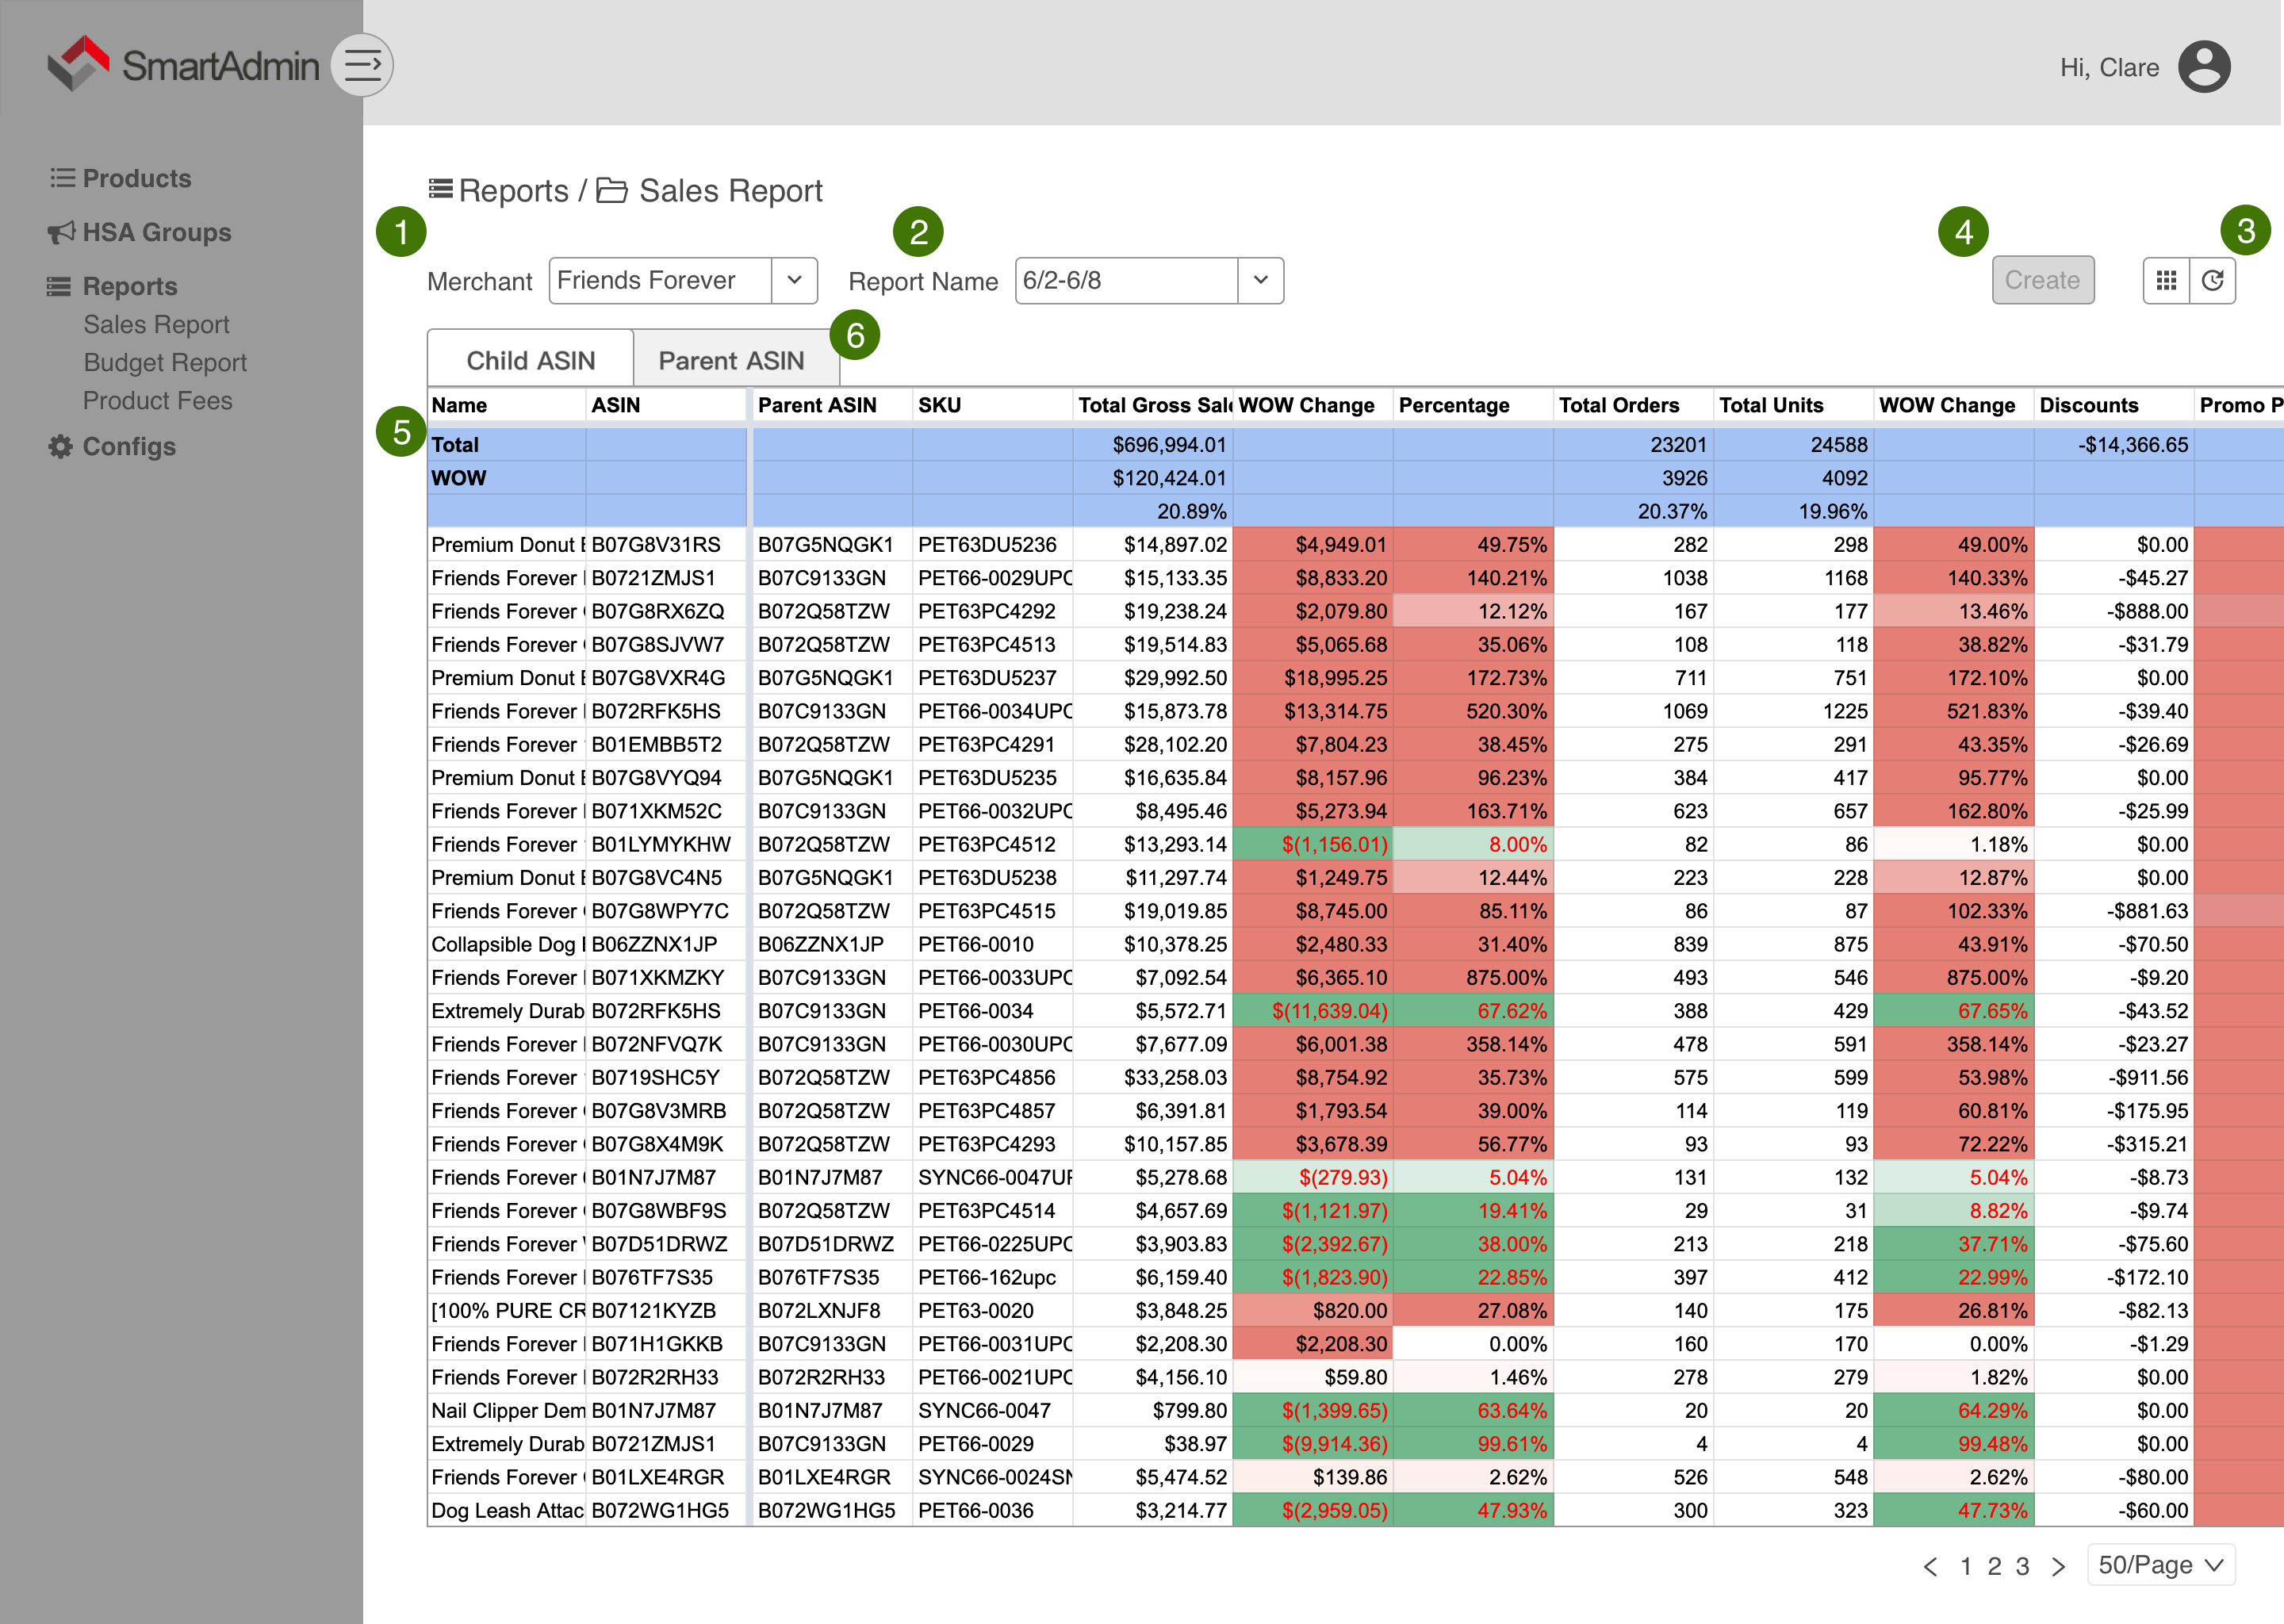 SmartAdmin
Hi, Clare
Products
HSA Groups
Reports
Sales Report
Budget Report
Product Fees
Configs
Reports / Sales Report
1 2 4 3
Merchant Friends Forever Report Name 6/2-6/8 Create
Child ASIN Parent ASIN 6
Name ASIN Parent ASIN SKU Total Gross Sal WOW Change Percentage Total Orders Total Units WOW Change Discounts Promo P
5 Total $696,994.01 23201 24588 -$14,366.65
WOW $120,424.01 3926 4092
20.89% 20.37% 19.96%
Premium Donut B07G8V31RS B07G5NQGK1 PET63DU5236 $14,897.02 $4,949.01 49.75% 282 298 49.00% $0.00
Friends Forever B0721ZMJS1 B07C9133GN PET66-0029UPC $15,133.35 $8,833.20 140.21% 1038 1168 140.33% -$45.27
Friends Forever B07G8RX6ZQ B072Q58TZW PET63PC4292 $19,238.24 $2,079.80 12.12% 167 177 13.46% -$888.00
Friends Forever B07G8SJVW7 B072Q58TZW PET63PC4513 $19,514.83 $5,065.68 35.06% 108 118 38.82% -$31.79
Premium Donut B07G8VXR4G B07G5NQGK1 PET63DU5237 $29,992.50 $18,995.25 172.73% 711 751 172.10% $0.00
Friends Forever B072RFK5HS B07C9133GN PET66-0034UPC $15,873.78 $13,314.75 520.30% 1069 1225 521.83% -$39.40
Friends Forever B01EMBB5T2 B072Q58TZW PET63PC4291 $28,102.20 $7,804.23 38.45% 275 291 43.35% -$26.69
Premium Donut B07G8VYQ94 B07G5NQGK1 PET63DU5235 $16,635.84 $8,157.96 96.23% 384 417 95.77% $0.00
Friends Forever B071XKM52C B07C9133GN PET66-0032UPC $8,495.46 $5,273.94 163.71% 623 657 162.80% -$25.99
Friends Forever B01LYMYKHW B072Q58TZW PET63PC4512 $13,293.14 $(1,156.01) 8.00% 82 86 1.18% $0.00
Premium Donut B07G8VC4N5 B07G5NQGK1 PET63DU5238 $11,297.74 $1,249.75 12.44% 223 228 12.87% $0.00
Friends Forever B07G8WPY7C B072Q58TZW PET63PC4515 $19,019.85 $8,745.00 85.11% 86 87 102.33% -$881.63
Collapsible Dog B06ZZNX1JP B06ZZNX1JP PET66-0010 $10,378.25 $2,480.33 31.40% 839 875 43.91% -$70.50
Friends Forever B071XKMZKY B07C9133GN PET66-0033UPC $7,092.54 $6,365.10 875.00% 493 546 875.00% -$9.20
Extremely Durab B072RFK5HS B07C9133GN PET66-0034 $5,572.71 $(11,639.04) 67.62% 388 429 67.65% -$43.52
Friends Forever B072NFVQ7K B07C9133GN PET66-0030UPC $7,677.09 $6,001.38 358.14% 478 591 358.14% -$23.27
Friends Forever B0719SHC5Y B072Q58TZW PET63PC4856 $33,258.03 $8,754.92 35.73% 575 599 53.98% -$911.56
Friends Forever B07G8V3MRB B072Q58TZW PET63PC4857 $6,391.81 $1,793.54 39.00% 114 119 60.81% -$175.95
Friends Forever B07G8X4M9K B072Q58TZW PET63PC4293 $10,157.85 $3,678.39 56.77% 93 93 72.22% -$315.21
Friends Forever B01N7J7M87 B01N7J7M87 SYNC66-0047UP $5,278.68 $(279.93) 5.04% 131 132 5.04% -$8.73
Friends Forever B07G8WBF9S B072Q58TZW PET63PC4514 $4,657.69 $(1,121.97) 19.41% 29 31 8.82% -$9.74
Friends Forever B07D51DRWZ B07D51DRWZ PET66-0225UPC $3,903.83 $(2,392.67) 38.00% 213 218 37.71% -$75.60
Friends Forever B076TF7S35 B076TF7S35 PET66-162upc $6,159.40 $(1,823.90) 22.85% 397 412 22.99% -$172.10
[100% PURE CR B07121KYZB B072LXNJF8 PET63-0020 $3,848.25 $820.00 27.08% 140 175 26.81% -$82.13
Friends Forever B071H1GKKB B07C9133GN PET66-0031UPC $2,208.30 $2,208.30 0.00% 160 170 0.00% -$1.29
Friends Forever B072R2RH33 B072R2RH33 PET66-0021UPC $4,156.10 $59.80 1.46% 278 279 1.82% $0.00
Nail Clipper Dem B01N7J7M87 B01N7J7M87 SYNC66-0047 $799.80 $(1,399.65) 63.64% 20 20 64.29% $0.00
Extremely Durab B0721ZMJS1 B07C9133GN PET66-0029 $38.97 $(9,914.36) 99.61% 4 4 99.48% $0.00
Friends Forever B01LXE4RGR B01LXE4RGR SYNC66-0024SN $5,474.52 $139.86 2.62% 526 548 2.62% -$80.00
Dog Leash Attac B072WG1HG5 B072WG1HG5 PET66-0036 $3,214.77 $(2,959.05) 47.93% 300 323 47.73% -$60.00
< 1 2 3 > 50/Page